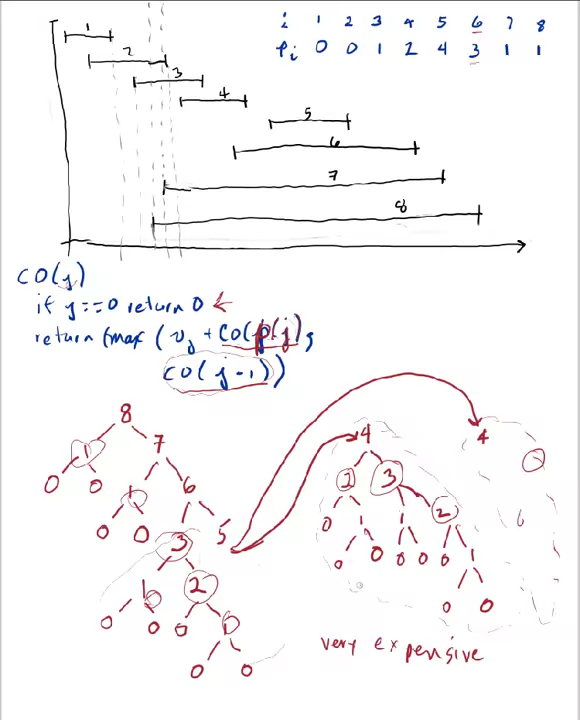 i 1 2 3 4 5 6 7 8
Pi 0 0 1 2 4 3 1 1
1
2
3
4
5
6
7
8
CO(j)
if j==0 return 0 ←
return (max (vj + CO(p(j),
CO(j-1)))
8
1 7
0 0 1 6
0 0 3 5
1 2
0 0 0 1
0 0
4
2 3
0 1 1 2
0 0 0 0 0 1
0 0
4
very expensive